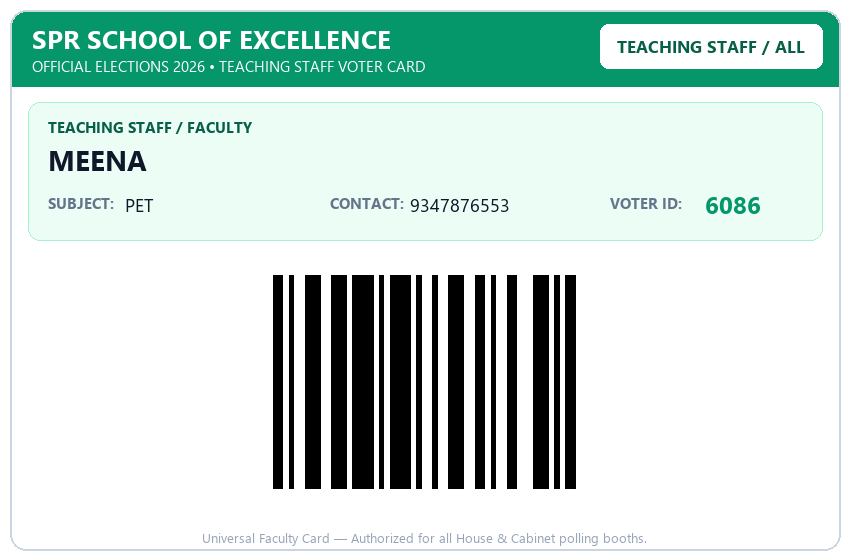 SPR SCHOOL OF EXCELLENCE
OFFICIAL ELECTIONS 2026 • TEACHING STAFF VOTER CARD
TEACHING STAFF / ALL
TEACHING STAFF / FACULTY
MEENA
SUBJECT: PET CONTACT: 9347876553 VOTER ID: 6086
Universal Faculty Card — Authorized for all House & Cabinet polling booths.